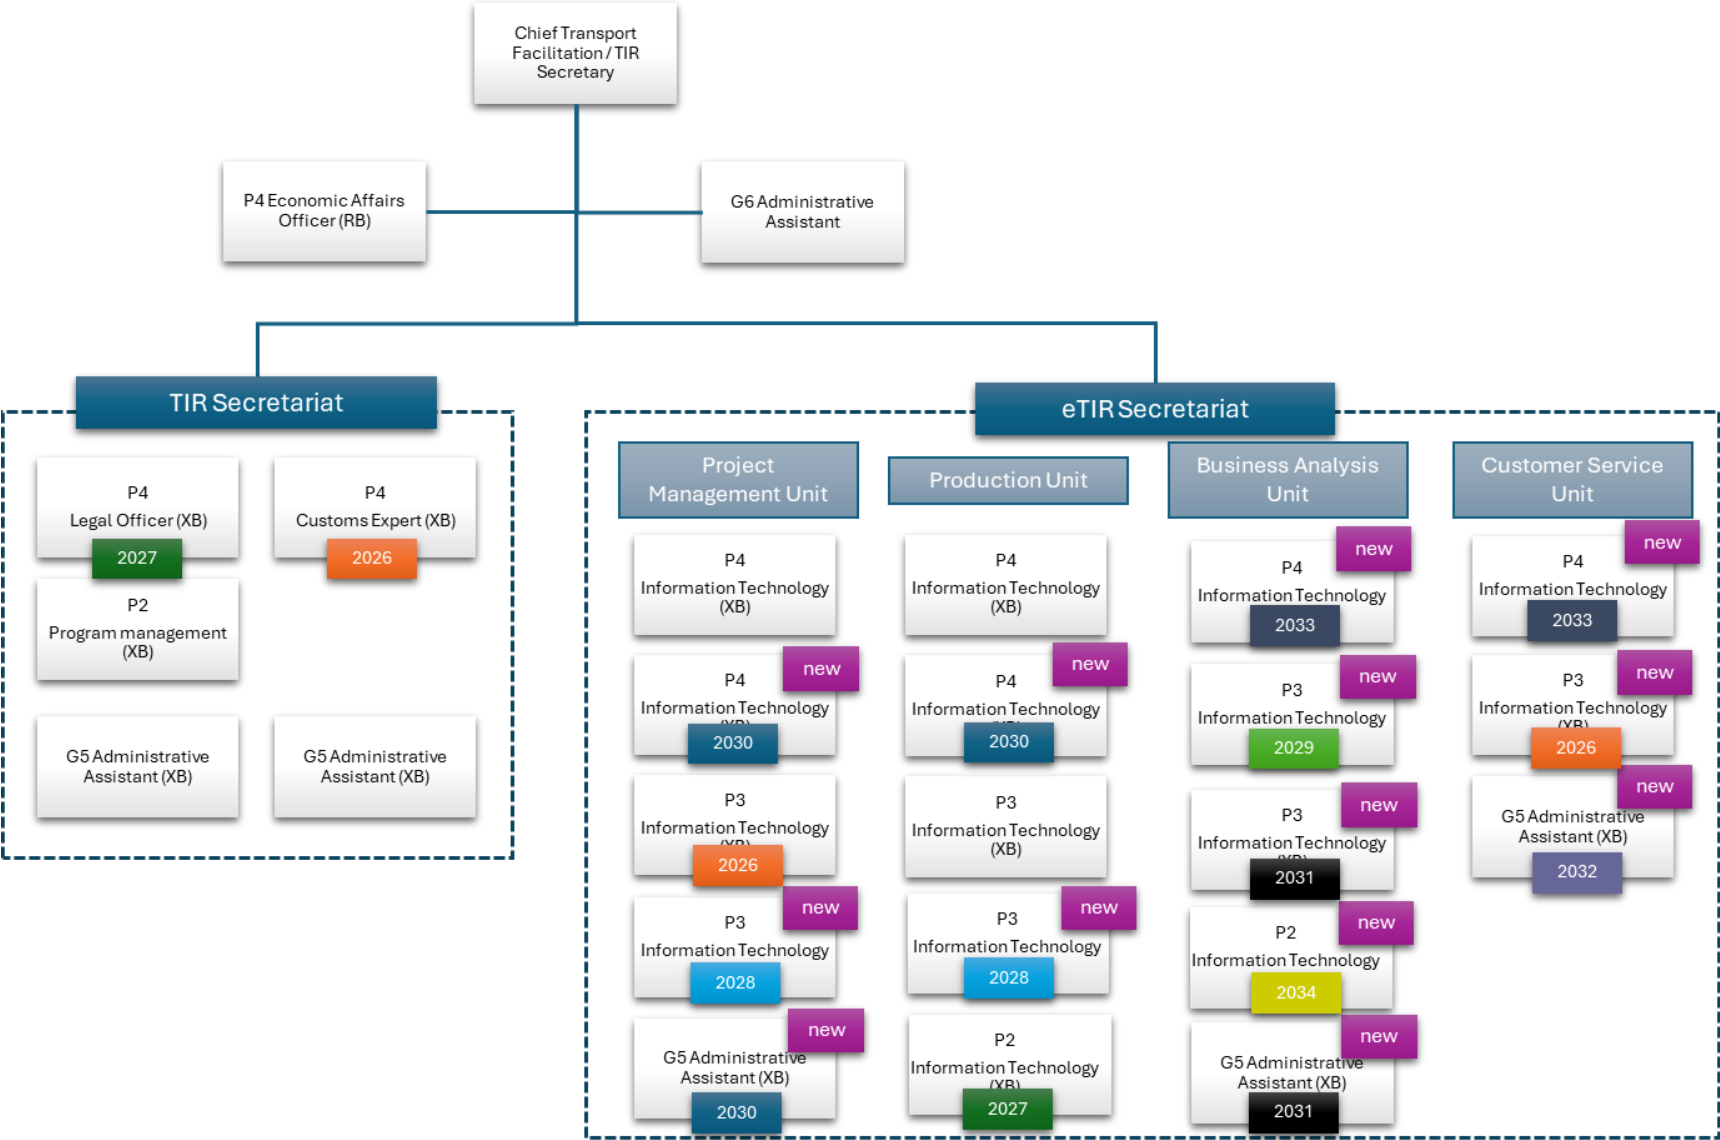 Chief Transport
Facilitation / TIR
Secretary
P4 Economic Affairs
Officer (RB)
G6 Administrative
Assistant
TIR Secretariat
P4
Legal Officer (XB)
2027
P4
Customs Expert (XB)
2026
P2
Program management
(XB)
G5 Administrative
Assistant (XB)
G5 Administrative
Assistant (XB)
eTIR Secretariat
Project
Management Unit
P4
Information Technology
(XB)
new
P4
Information Technology
(XB)
2030
P3
Information Technology
(XB)
2026
new
P3
Information Technology
2028
new
G5 Administrative
Assistant (XB)
2030
Production Unit
P4
Information Technology
(XB)
new
P4
Information Technology
(XB)
2030
P3
Information Technology
(XB)
new
P3
Information Technology
2028
P2
Information Technology
(XB)
2027
Business Analysis
Unit
new
P4
Information Technology
2033
new
P3
Information Technology
2029
new
P3
Information Technology
(XB)
2031
new
P2
Information Technology
2034
new
G5 Administrative
Assistant (XB)
2031
Customer Service
Unit
new
P4
Information Technology
2033
new
P3
Information Technology
(XB)
2026
new
G5 Administrative
Assistant (XB)
2032